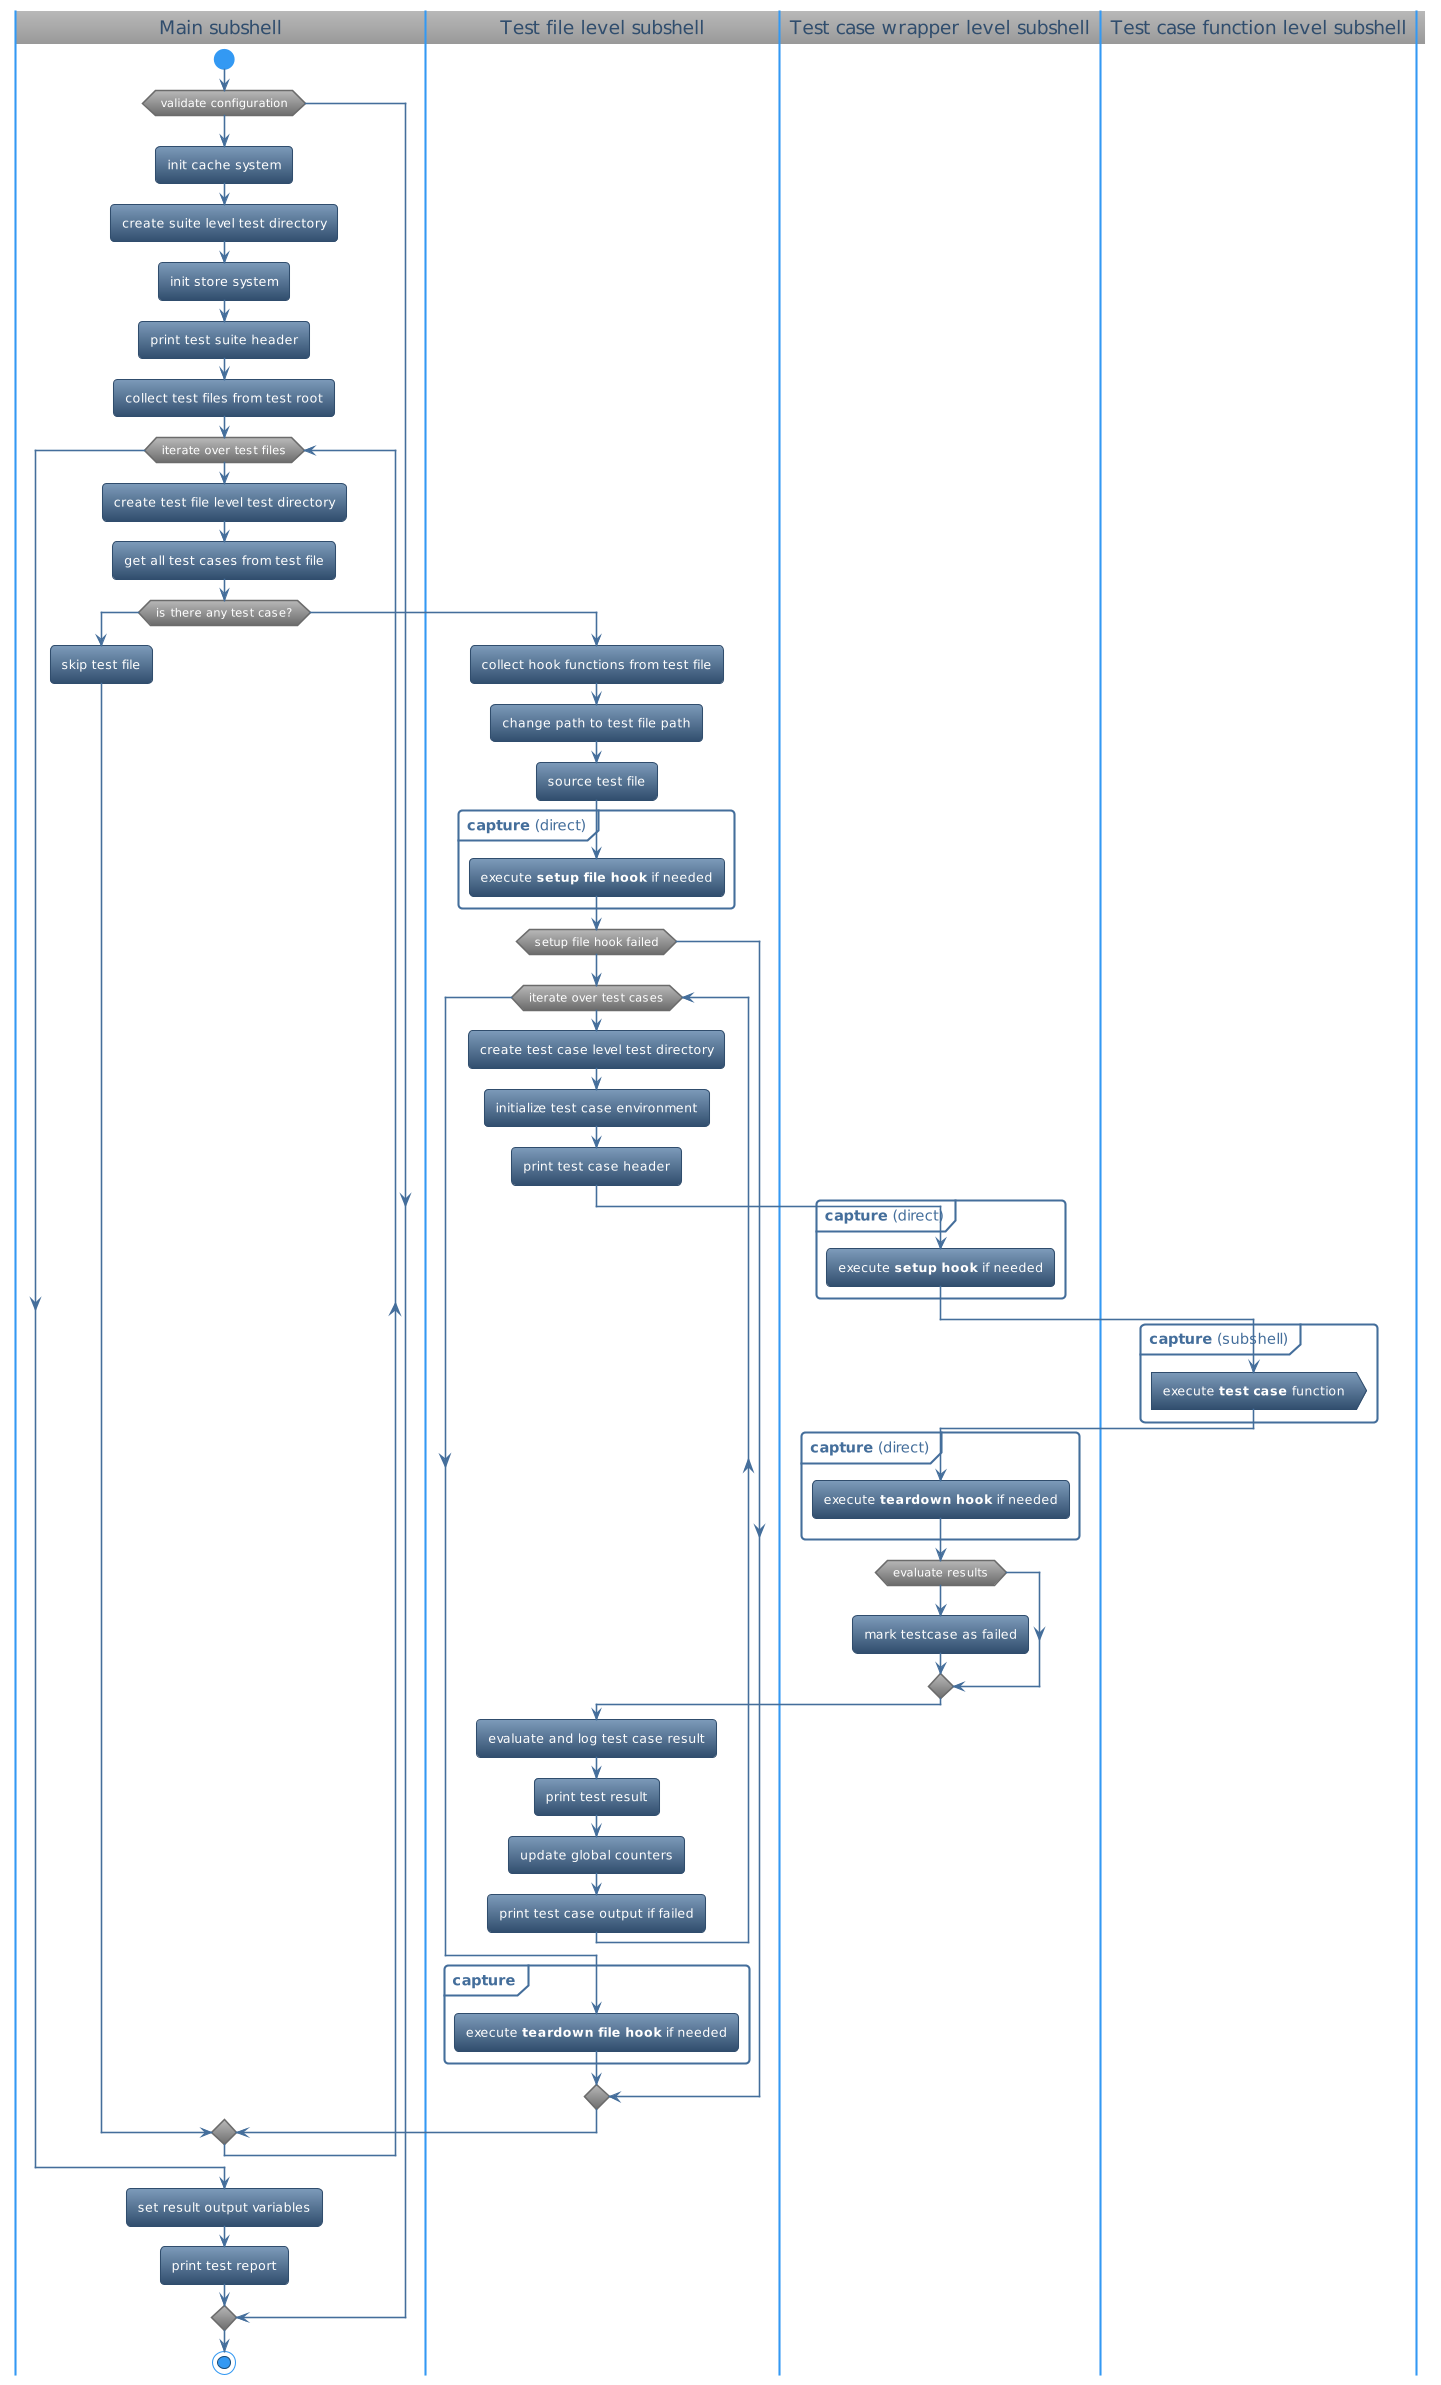 Main subshell
Test file level subshell
Test case wrapper level subshell
Test case function level subshell
validate configuration
init cache system
create suite level test directory
init store system
print test suite header
collect test files from test root
iterate over test files
create test file level test directory
get all test cases from test file
is there any test case?
skip test file
collect hook functions from test file
change path to test file path
source test file
capture (direct)
execute setup file hook if needed
setup file hook failed
iterate over test cases
create test case level test directory
initialize test case environment
print test case header
capture (direct)
execute setup hook if needed
capture (subshell)
execute test case function
capture (direct)
execute teardown hook if needed
evaluate results
mark testcase as failed
evaluate and log test case result
print test result
update global counters
print test case output if failed
capture
execute teardown file hook if needed
set result output variables
print test report